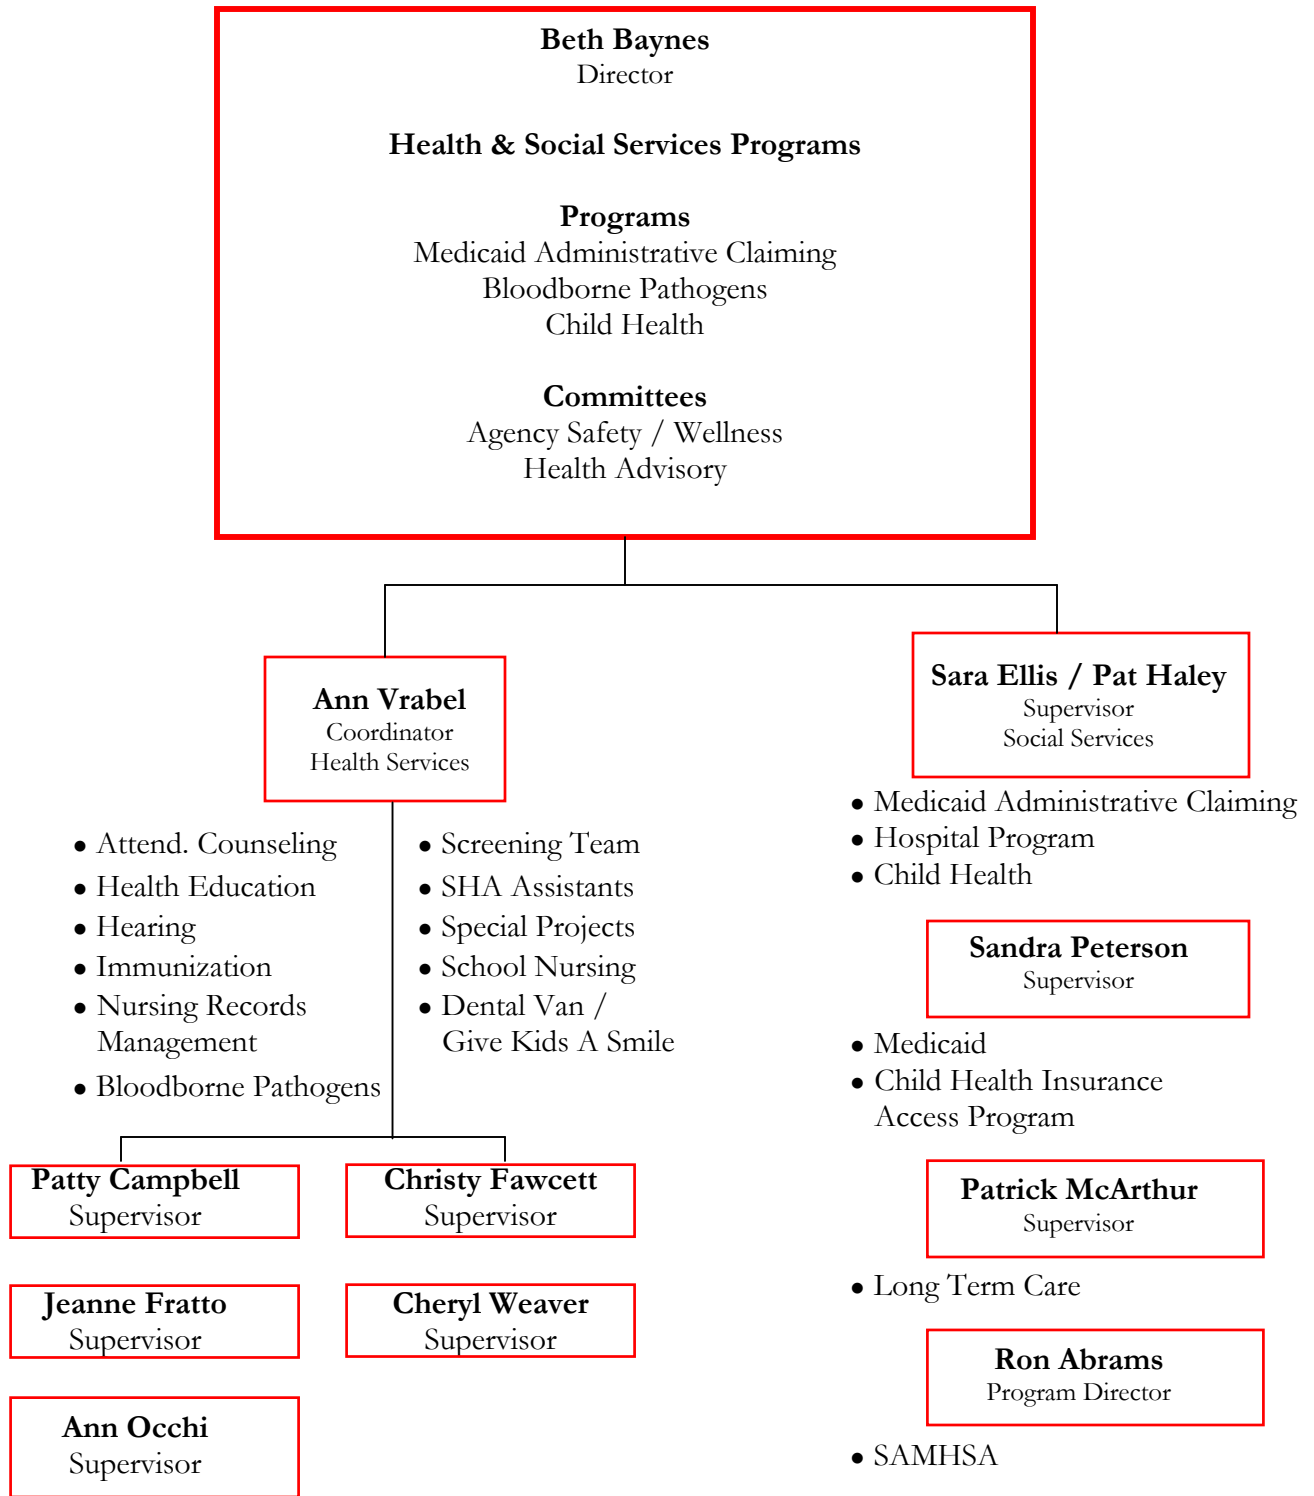 Beth Baynes
Director
Health & Social Services Programs
Programs
Medicaid Administrative Claiming
Bloodborne Pathogens
Child Health
Committees
Agency Safety / Wellness
Health Advisory
Ann Vrabel
Coordinator
Health Services
• Attend. Counseling
• Health Education
• Hearing
• Immunization
• Nursing Records
Management
• Bloodborne Pathogens
• Screening Team
• SHA Assistants
• Special Projects
• School Nursing
• Dental Van /
Give Kids A Smile
Patty Campbell
Supervisor
Christy Fawcett
Supervisor
Jeanne Fratto
Supervisor
Cheryl Weaver
Supervisor
Ann Occhi
Supervisor
Sara Ellis / Pat Haley
Supervisor
Social Services
• Medicaid Administrative Claiming
• Hospital Program
• Child Health
Sandra Peterson
Supervisor
• Medicaid
• Child Health Insurance
Access Program
Patrick McArthur
Supervisor
• Long Term Care
Ron Abrams
Program Director
• SAMHSA